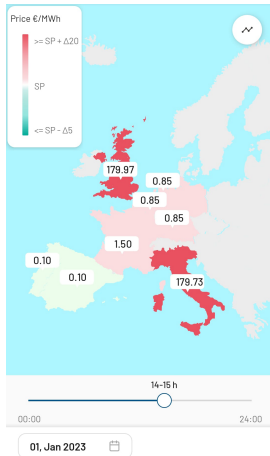 Price €/MWh
>= SP + Δ20
SP
<= SP - Δ5
179.97
0.85
0.85
0.85
1.50
0.10
0.10
179.73
14-15 h
00:00
24:00
01, Jan 2023